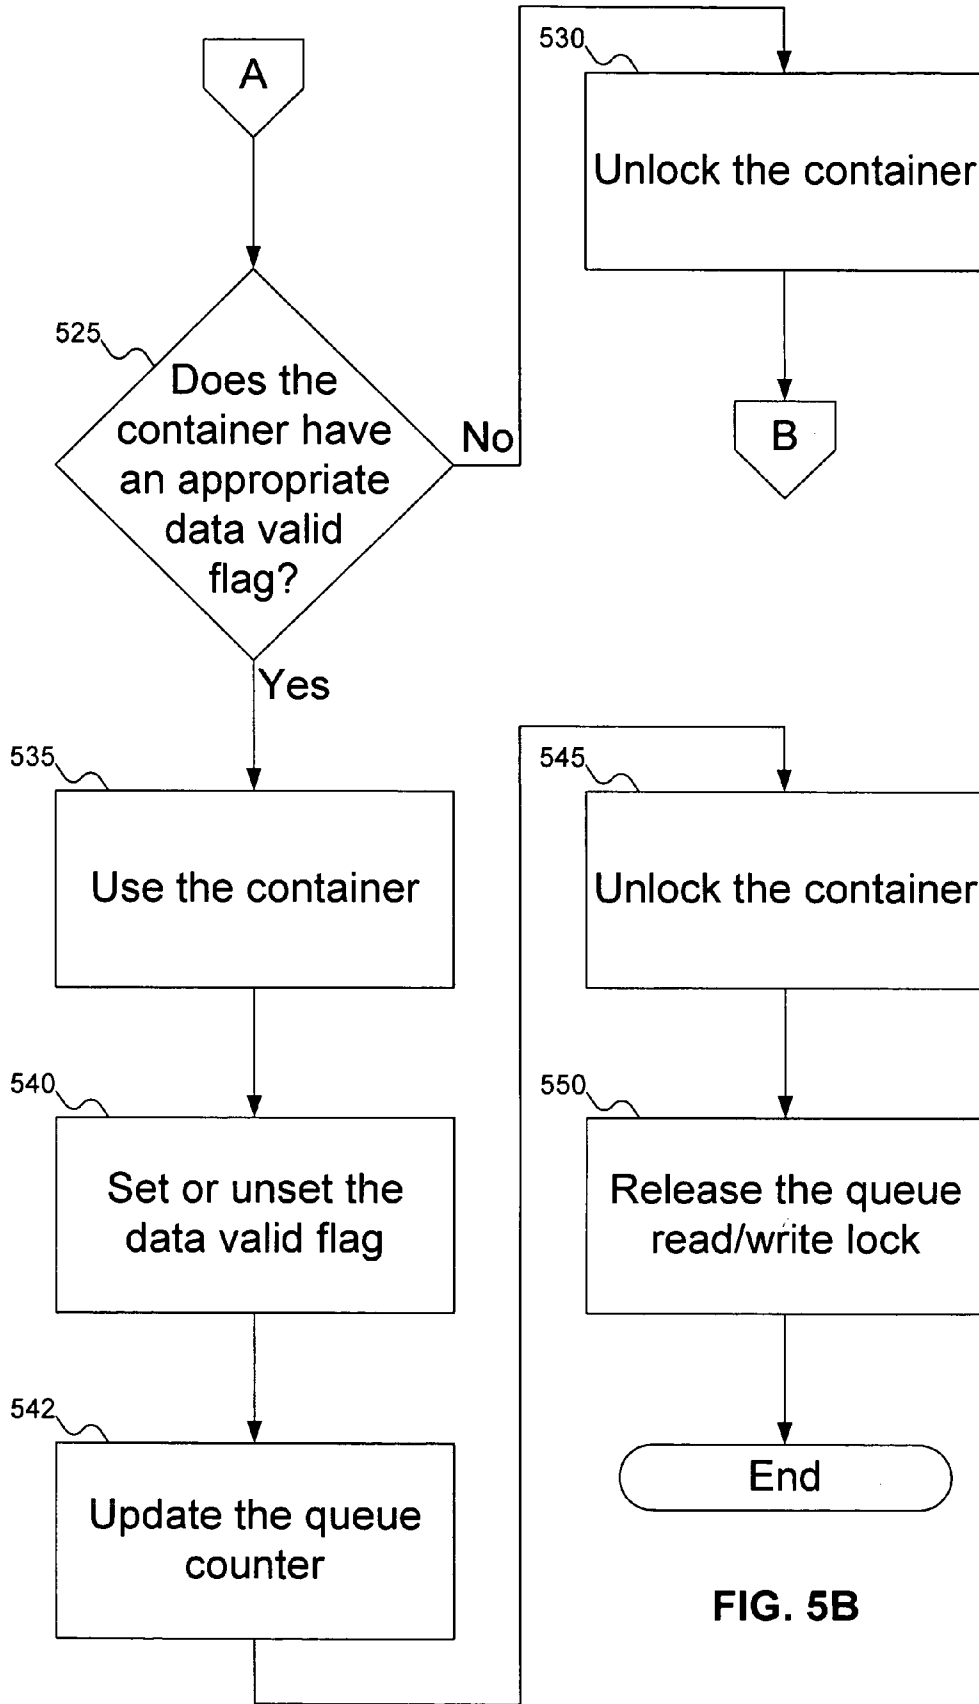 A
525
Does the
container have
an appropriate
data valid
flag?
No
530
Unlock the container
B
Yes
535
Use the container
540
Set or unset the
data valid flag
542
Update the queue
counter
545
Unlock the container
550
Release the queue
read/write lock
End
FIG. 5B